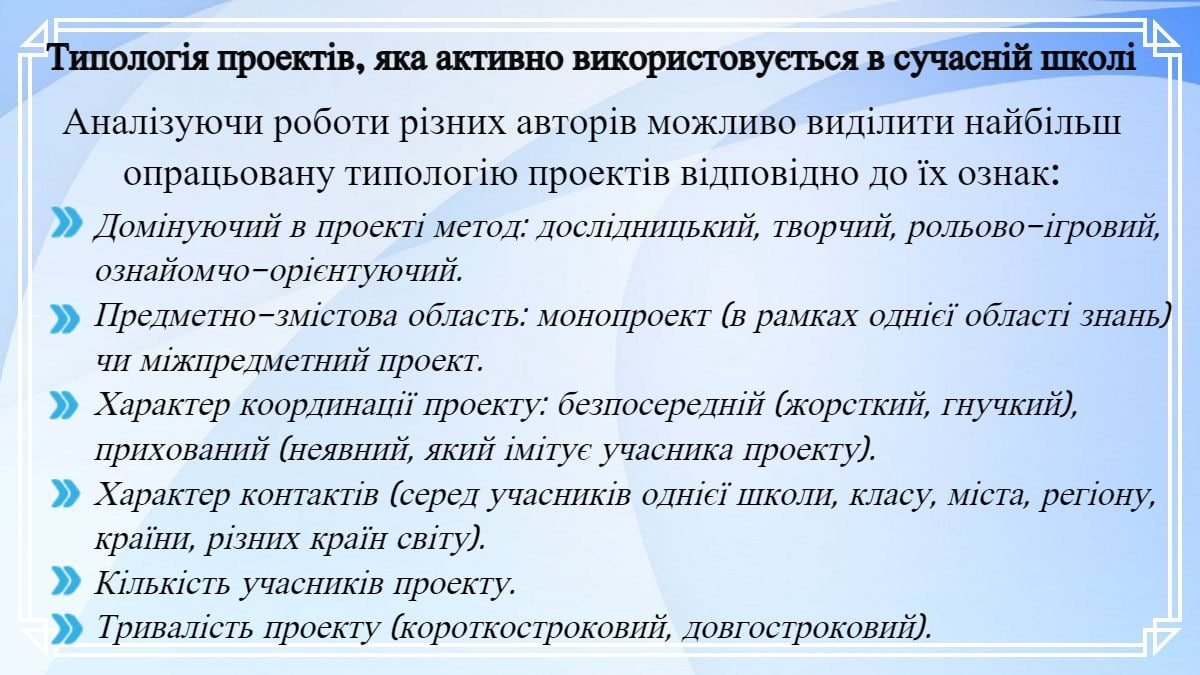 Типологія проектів, яка активно використовується в сучасній школі
Аналізуючи роботи різних авторів можливо виділити найбільш
опрацьовану типологію проектів відповідно до їх ознак:
Домінуючий в проекті метод: дослідницький, творчий, рольово-ігровий,
ознайомчо-орієнтуючий.
Предметно-змістова область: монопроект (в рамках однієї області знань)
чи міжпредметний проект.
Характер координації проекту: безпосередній (жорсткий, гнучкий),
прихований (неявний, який імітує учасника проекту).
Характер контактів (серед учасників однієї школи, класу, міста, регіону,
країни, різних країн світу).
Кількість учасників проекту.
Тривалість проекту (короткостроковий, довгостроковий).